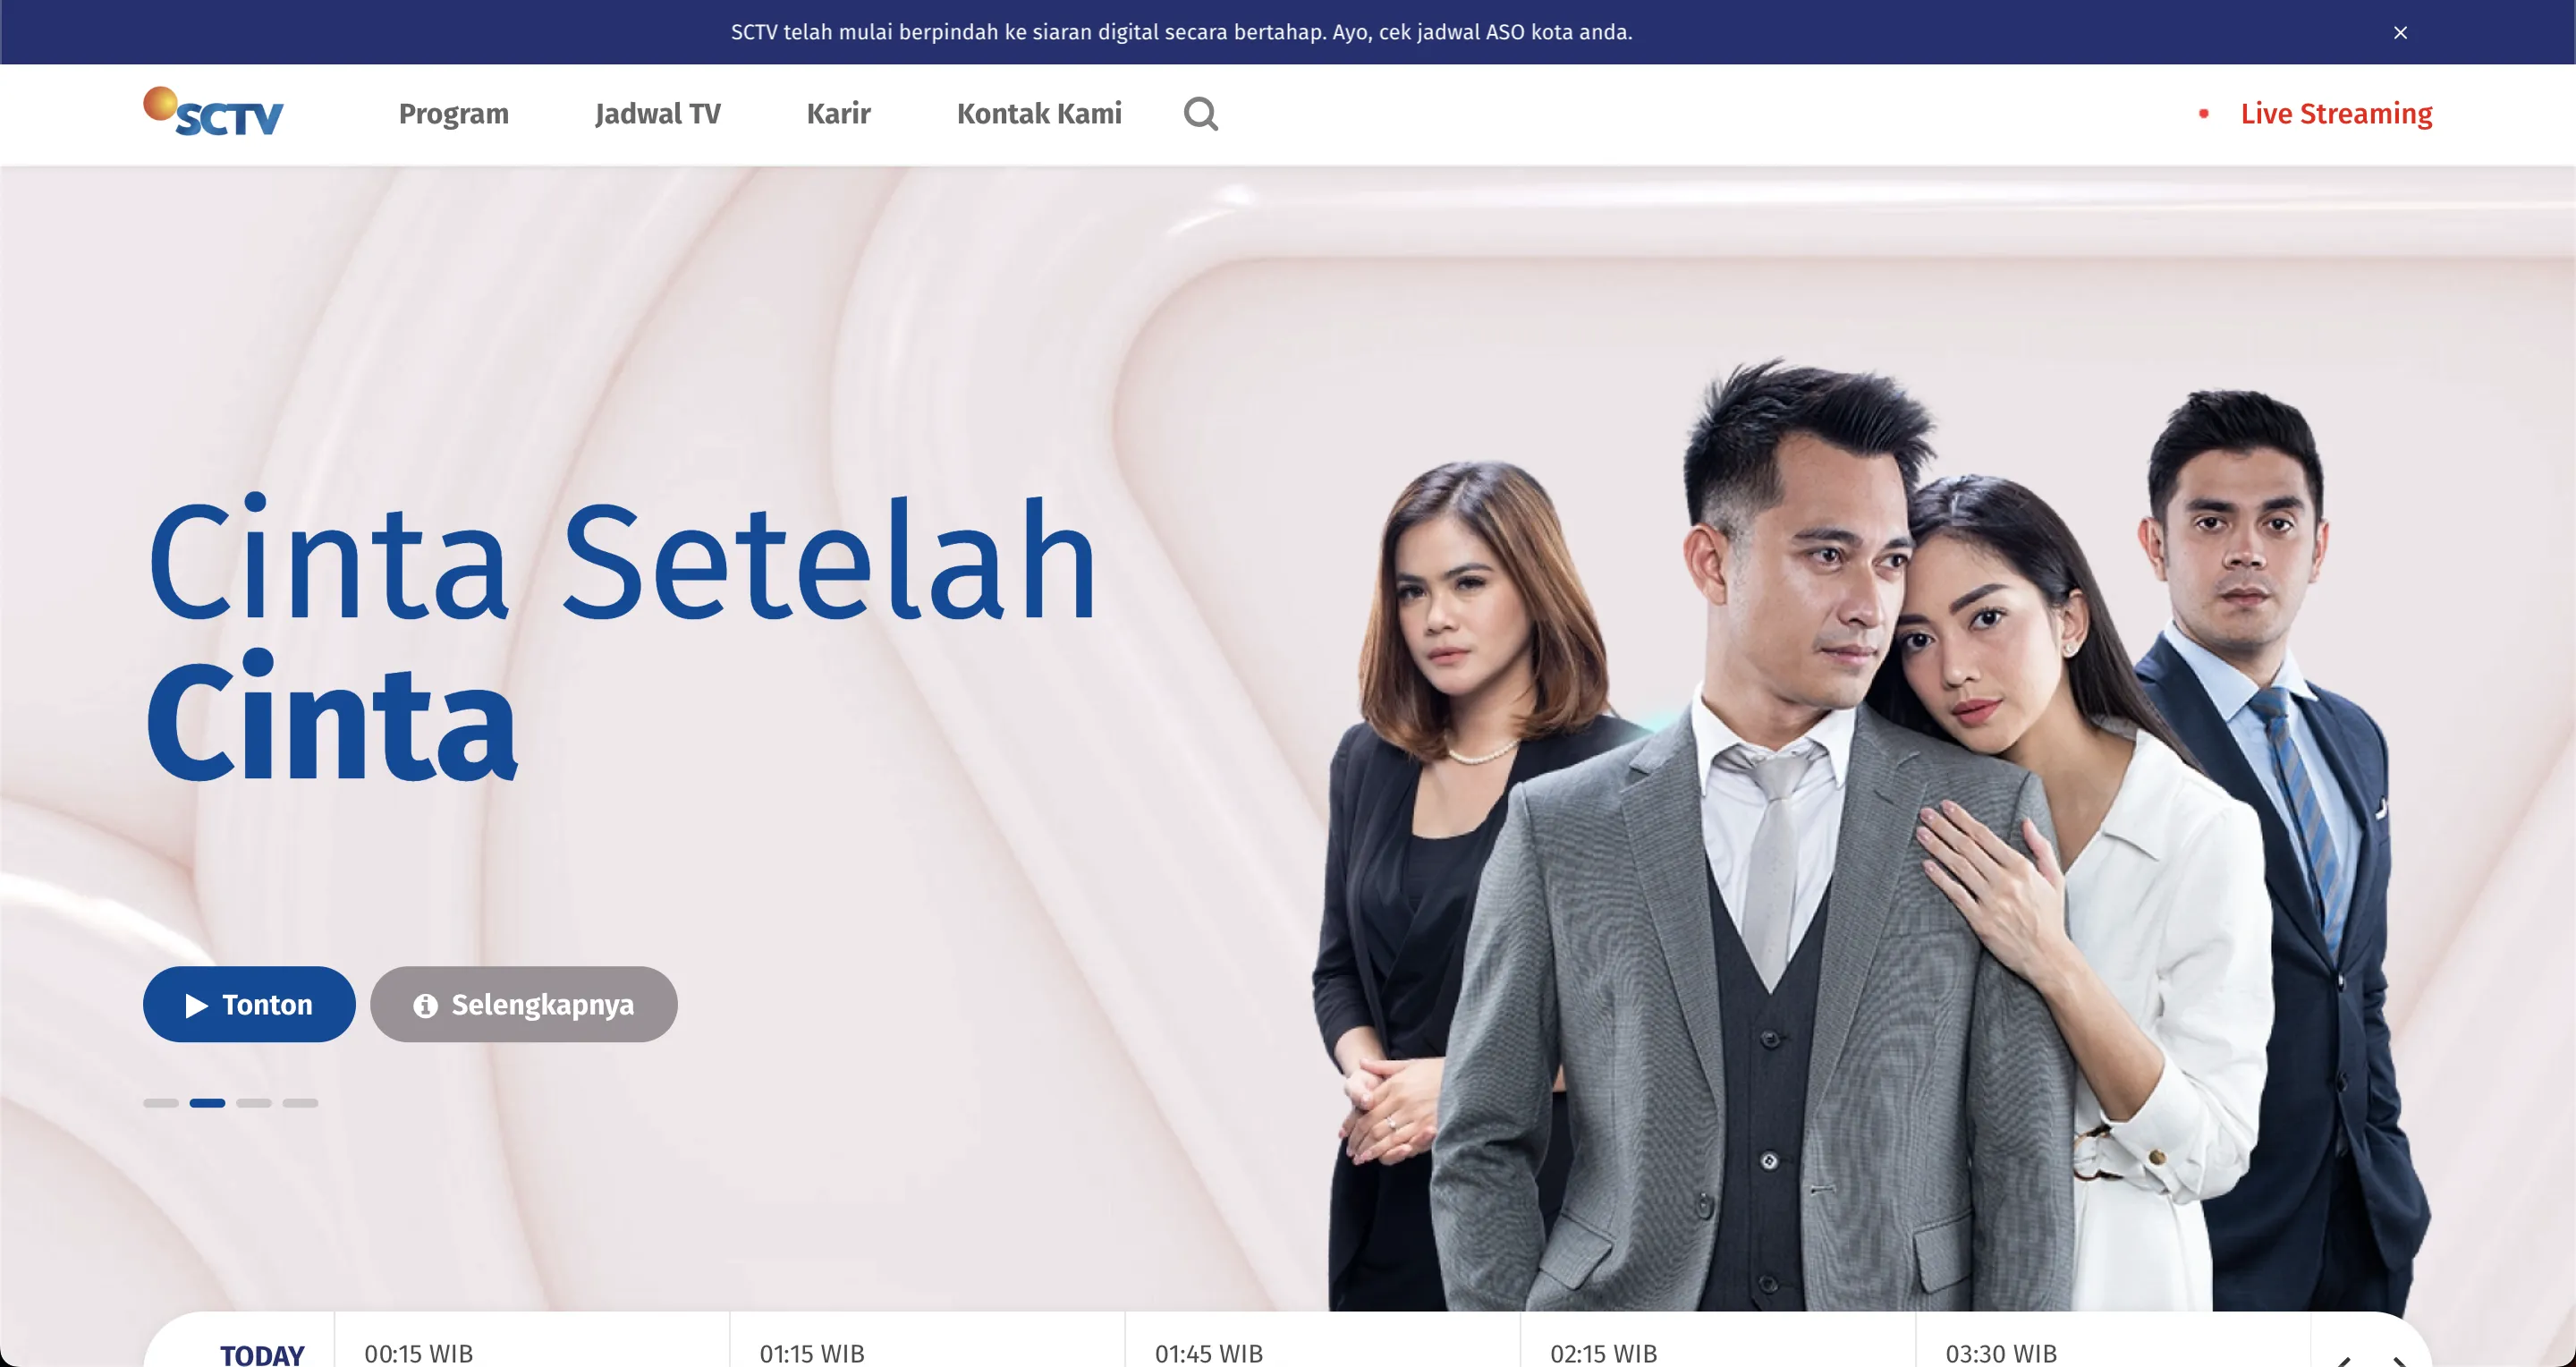 SCTV telah mulai berpindah ke siaran digital secara bertahap. Ayo, cek jadwal ASO kota anda.
SCTV
Program
Jadwal TV
Karir
Kontak Kami
Live Streaming
Cinta Setelah
Cinta
Tonton
Selengkapnya
TODAY
00:15 WIB
01:15 WIB
01:45 WIB
02:15 WIB
03:30 WIB